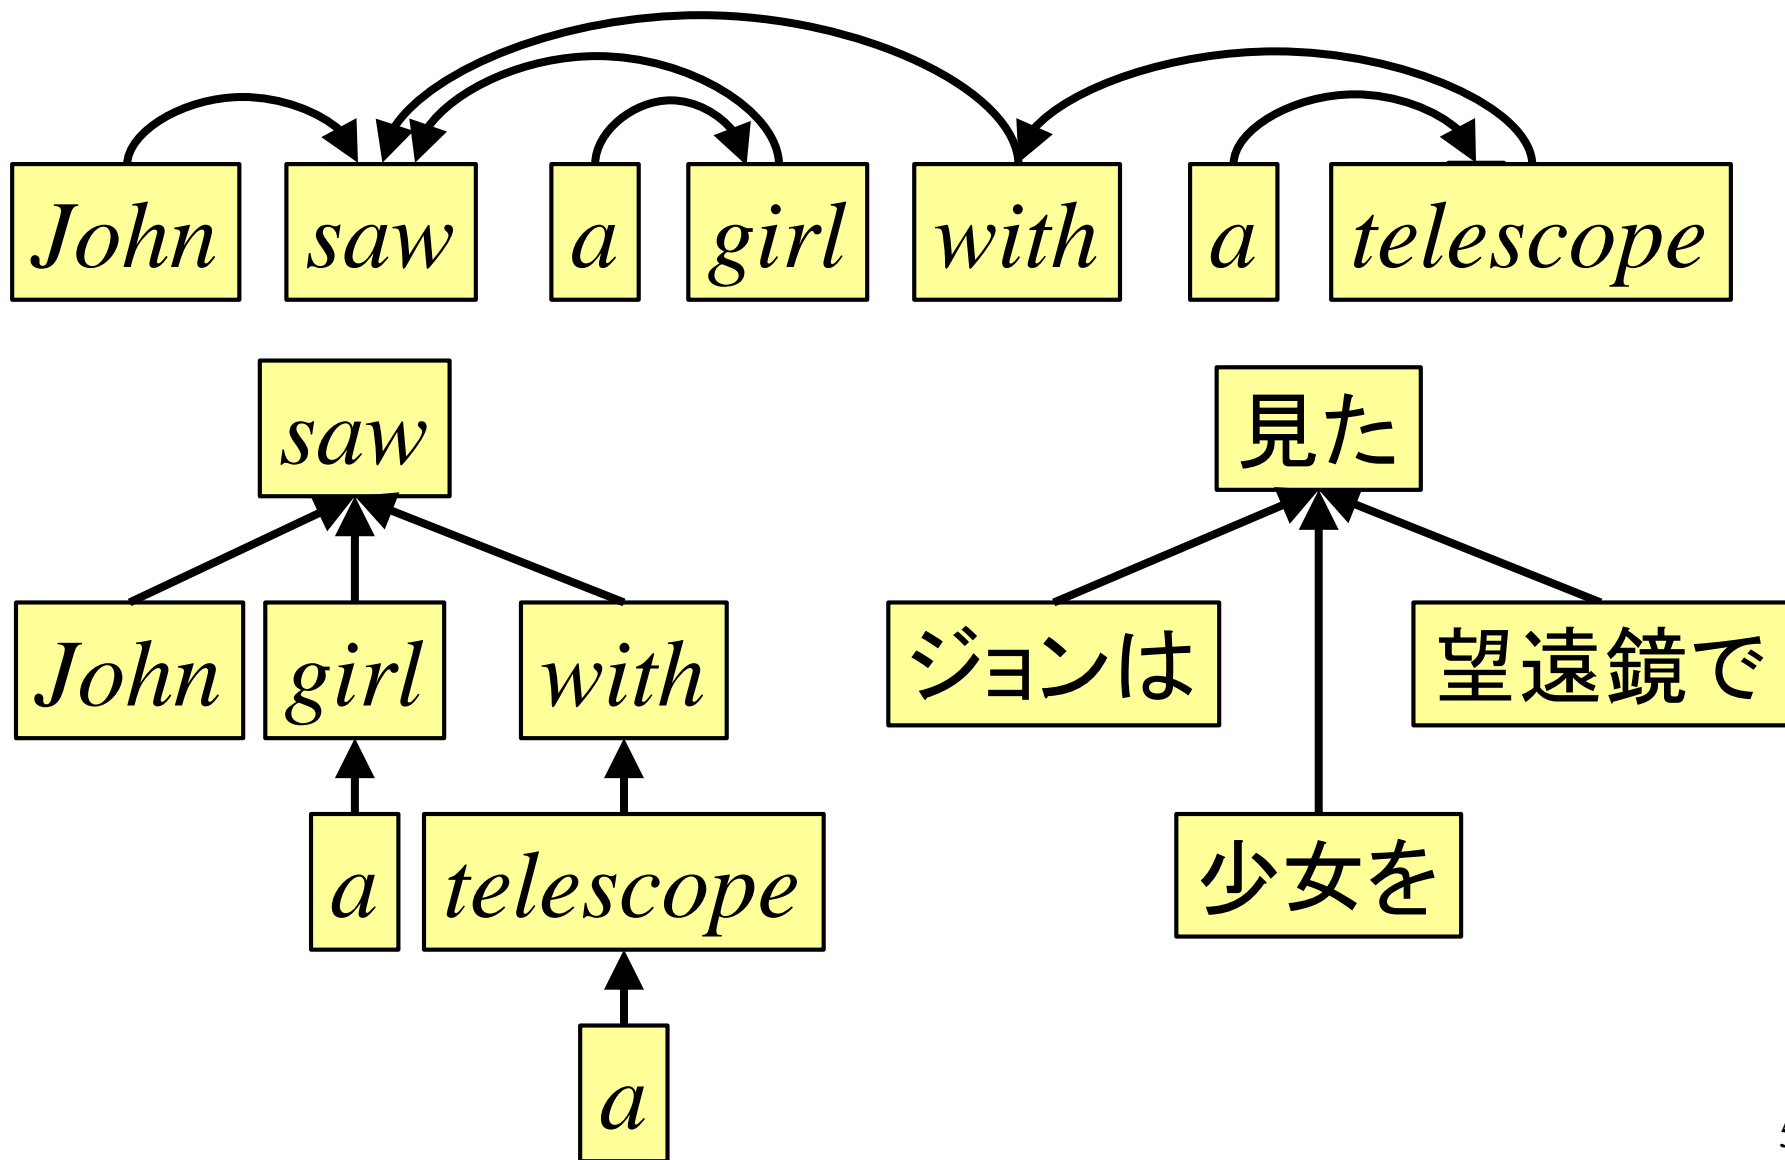 John saw a girl with a telescope
saw
John girl with
a telescope
a
見た
ジョンは 望遠鏡で
少女を